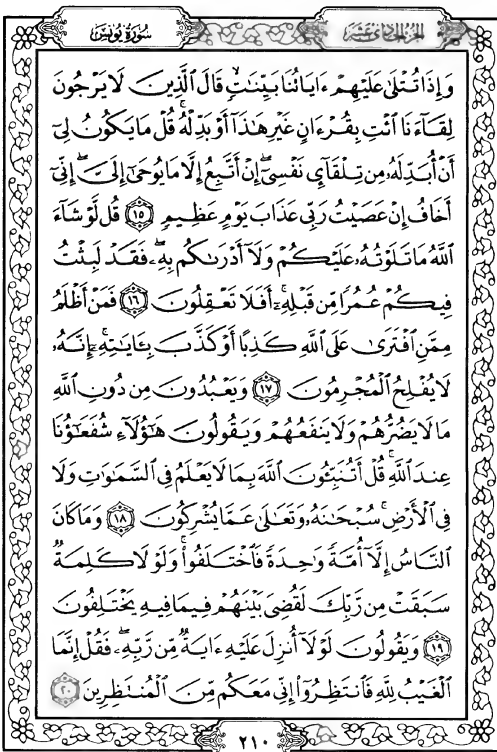 سُورَةُ يُونُسَ الجُزْءُ الحَادِي عَشَرَ
وَإِذَا تُتْلَىٰ عَلَيْهِمْ ءَايَاتُنَا بَيِّنَٰتٍ قَالَ ٱلَّذِينَ لَا يَرْجُونَ
لِقَآءَنَا ٱئْتِ بِقُرْءَانٍ غَيْرِ هَٰذَآ أَوْ بَدِّلْهُ ۚ قُلْ مَا يَكُونُ لِىٓ
أَنْ أُبَدِّلَهُۥ مِن تِلْقَآئِ نَفْسِىٓ ۖ إِنْ أَتَّبِعُ إِلَّا مَا يُوحَىٰٓ إِلَىَّ ۖ إِنِّىٓ
أَخَافُ إِنْ عَصَيْتُ رَبِّى عَذَابَ يَوْمٍ عَظِيمٍ ١٥ قُل لَّوْ شَآءَ
ٱللَّهُ مَا تَلَوْتُهُۥ عَلَيْكُمْ وَلَآ أَدْرَىٰكُم بِهِۦ ۖ فَقَدْ لَبِثْتُ
فِيكُمْ عُمُرًا مِّن قَبْلِهِۦٓ ۚ أَفَلَا تَعْقِلُونَ ١٦ فَمَنْ أَظْلَمُ
مِمَّنِ ٱفْتَرَىٰ عَلَى ٱللَّهِ كَذِبًا أَوْ كَذَّبَ بِـَٔايَٰتِهِۦٓ ۚ إِنَّهُۥ
لَا يُفْلِحُ ٱلْمُجْرِمُونَ ١٧ وَيَعْبُدُونَ مِن دُونِ ٱللَّهِ
مَا لَا يَضُرُّهُمْ وَلَا يَنفَعُهُمْ وَيَقُولُونَ هَٰٓؤُلَآءِ شُفَعَٰٓؤُنَا
عِندَ ٱللَّهِ ۚ قُلْ أَتُنَبِّـُٔونَ ٱللَّهَ بِمَا لَا يَعْلَمُ فِى ٱلسَّمَٰوَٰتِ وَلَا
فِى ٱلْأَرْضِ ۚ سُبْحَٰنَهُۥ وَتَعَٰلَىٰ عَمَّا يُشْرِكُونَ ١٨ وَمَا كَانَ
ٱلنَّاسُ إِلَّآ أُمَّةً وَٰحِدَةً فَٱخْتَلَفُوا۟ ۚ وَلَوْلَا كَلِمَةٌ
سَبَقَتْ مِن رَّبِّكَ لَقُضِىَ بَيْنَهُمْ فِيمَا فِيهِ يَخْتَلِفُونَ
١٩ وَيَقُولُونَ لَوْلَآ أُنزِلَ عَلَيْهِ ءَايَةٌ مِّن رَّبِّهِۦ ۖ فَقُلْ إِنَّمَا
ٱلْغَيْبُ لِلَّهِ فَٱنتَظِرُوٓا۟ إِنِّى مَعَكُم مِّنَ ٱلْمُنتَظِرِينَ ٢٠
٢١٠